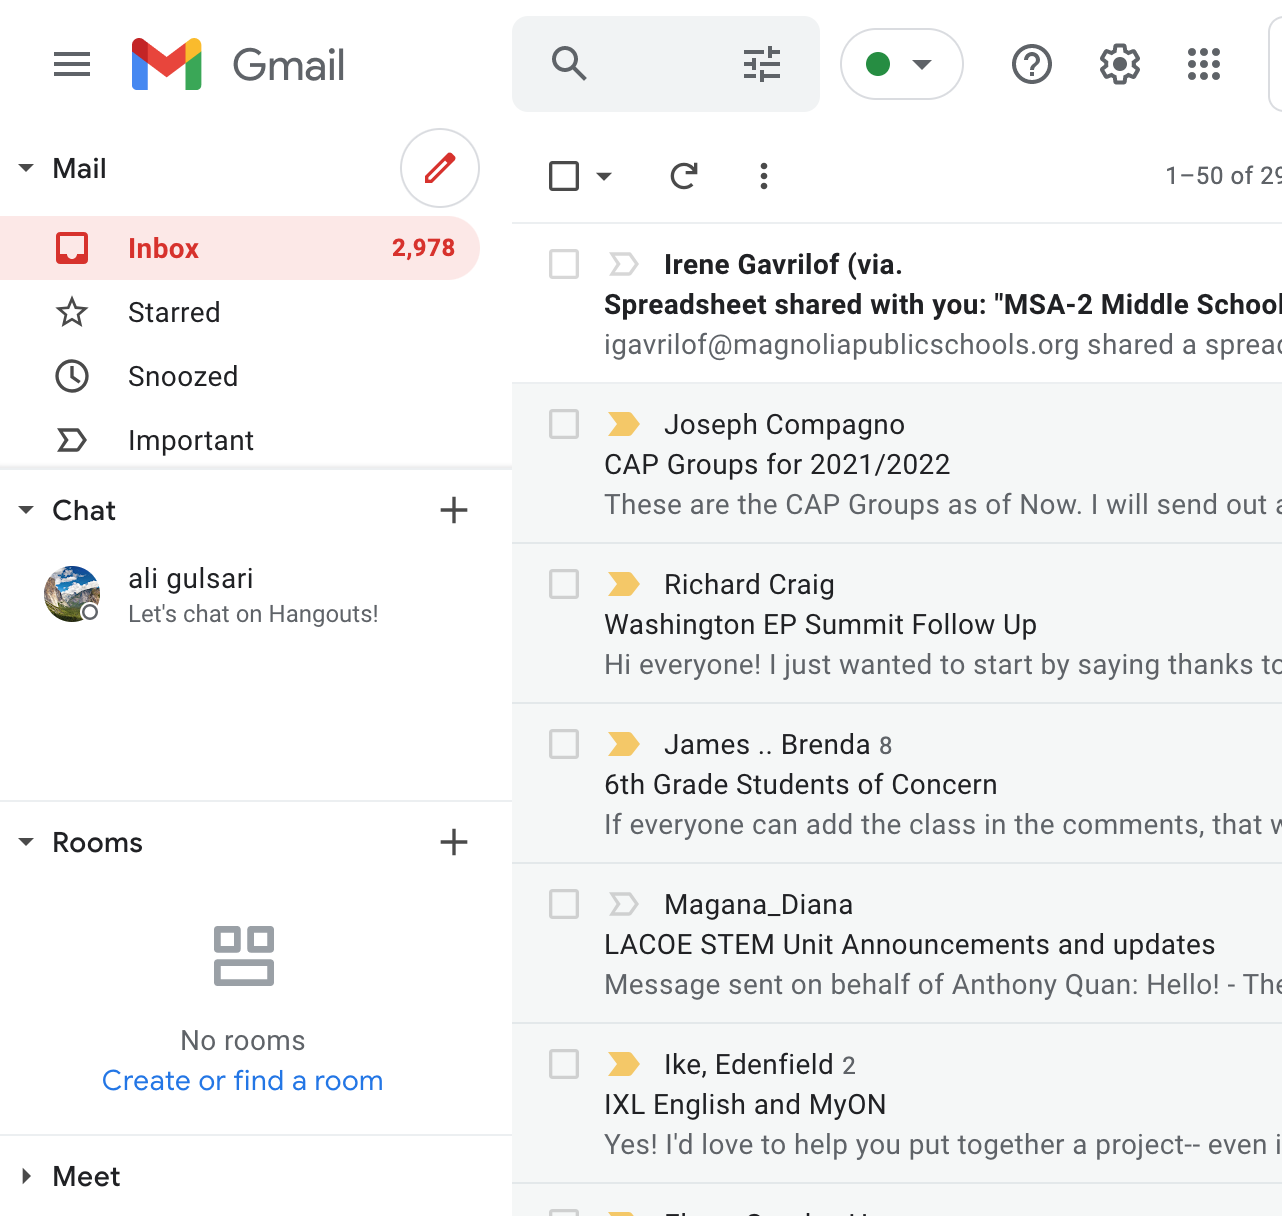 Gmail
Mail
Inbox 2,978
Starred
Snoozed
Important
Chat
ali gulsari
Let's chat on Hangouts!
Rooms
No rooms
Create or find a room
Meet
1–50 of 29
Irene Gavrilof (via.
Spreadsheet shared with you: "MSA-2 Middle School
igavrilof@magnoliapublicschools.org shared a spread
Joseph Compagno
CAP Groups for 2021/2022
These are the CAP Groups as of Now. I will send out a
Richard Craig
Washington EP Summit Follow Up
Hi everyone! I just wanted to start by saying thanks to
James .. Brenda 8
6th Grade Students of Concern
If everyone can add the class in the comments, that w
Magana_Diana
LACOE STEM Unit Announcements and updates
Message sent on behalf of Anthony Quan: Hello! - The
Ike, Edenfield 2
IXL English and MyON
Yes! I'd love to help you put together a project-- even i